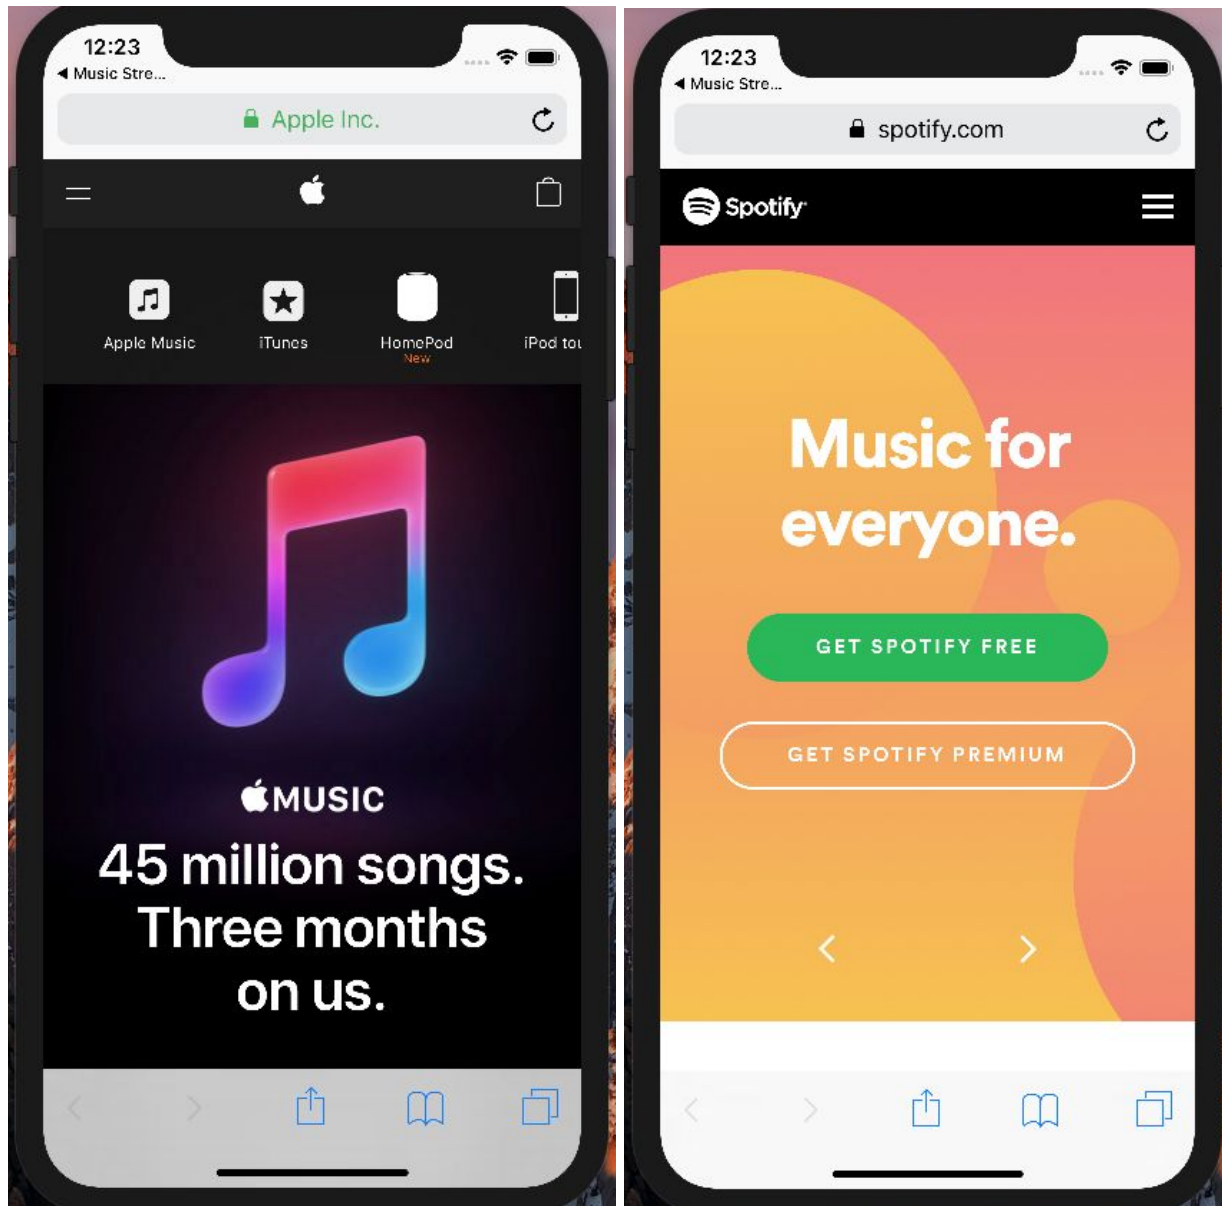 12:23
Music Stre...
Apple Inc.
Apple Music
iTunes
HomePod
New
iPod tou
MUSIC
45 million songs.
Three months
on us.
12:23
Music Stre...
spotify.com
Spotify
Music for
everyone.
GET SPOTIFY FREE
GET SPOTIFY PREMIUM